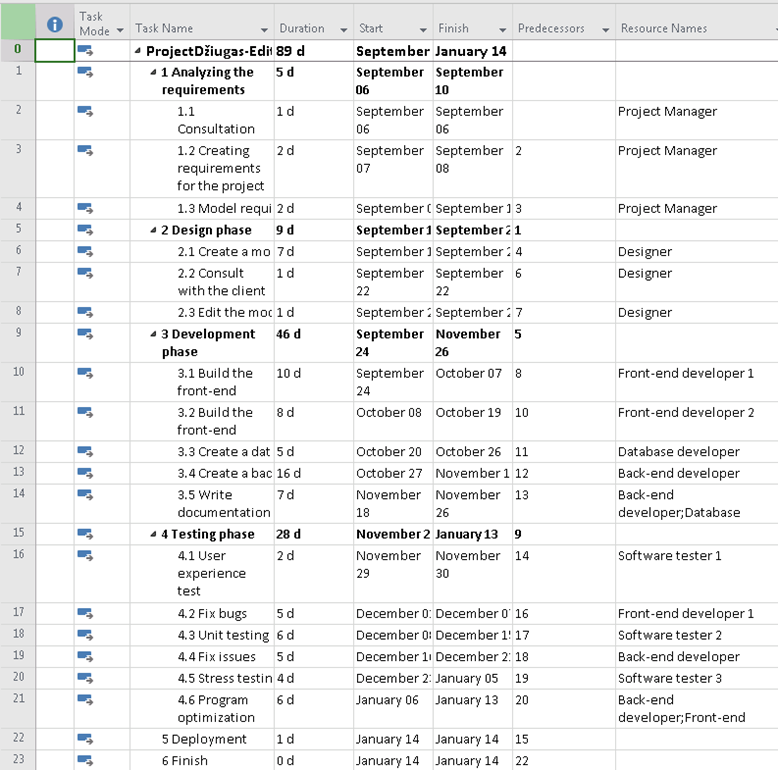 Task Mode Task Name Duration Start Finish Predecessors Resource Names
0 ProjectDžiugas-Edit 89 d September January 14
1 1 Analyzing the requirements 5 d September 06 September 10
2 1.1 Consultation 1 d September 06 September 06 Project Manager
3 1.2 Creating requirements for the project 2 d September 07 September 08 2 Project Manager
4 1.3 Model requi 2 d September 0 September 1 3 Project Manager
5 2 Design phase 9 d September 1 September 2 1
6 2.1 Create a mo 7 d September 1 September 2 4 Designer
7 2.2 Consult with the client 1 d September 22 September 22 6 Designer
8 2.3 Edit the moc 1 d September 2 September 2 7 Designer
9 3 Development phase 46 d September 24 November 26 5
10 3.1 Build the front-end 10 d September 24 October 07 8 Front-end developer 1
11 3.2 Build the front-end 8 d October 08 October 19 10 Front-end developer 2
12 3.3 Create a dat 5 d October 20 October 26 11 Database developer
13 3.4 Create a bac 16 d October 27 November 1 12 Back-end developer
14 3.5 Write documentation 7 d November 18 November 26 13 Back-end developer;Database
15 4 Testing phase 28 d November 2 January 13 9
16 4.1 User experience test 2 d November 29 November 30 14 Software tester 1
17 4.2 Fix bugs 5 d December 0 December 0 16 Front-end developer 1
18 4.3 Unit testing 6 d December 0 December 1 17 Software tester 2
19 4.4 Fix issues 5 d December 1 December 2 18 Back-end developer
20 4.5 Stress testin 4 d December 2 January 05 19 Software tester 3
21 4.6 Program optimization 6 d January 06 January 13 20 Back-end developer;Front-end
22 5 Deployment 1 d January 14 January 14 15
23 6 Finish 0 d January 14 January 14 22